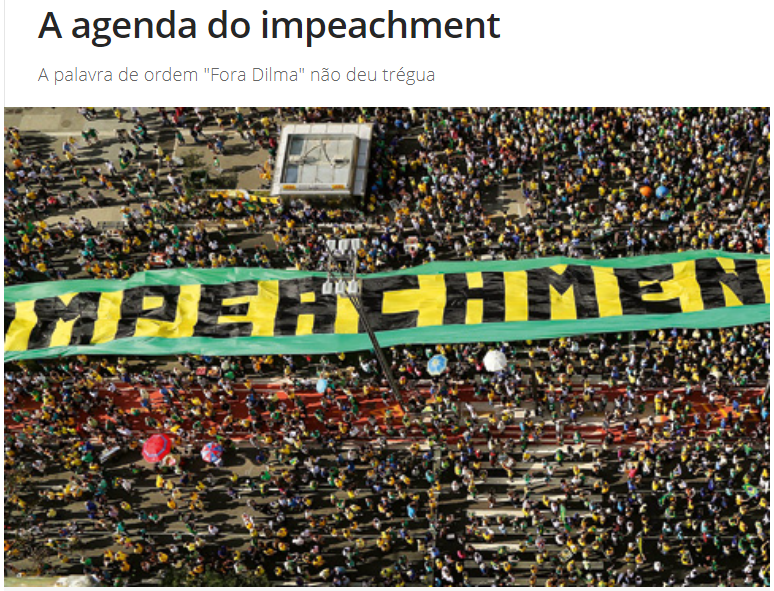 A agenda do impeachment
A palavra de ordem "Fora Dilma" não deu trégua
MPEACHMEN